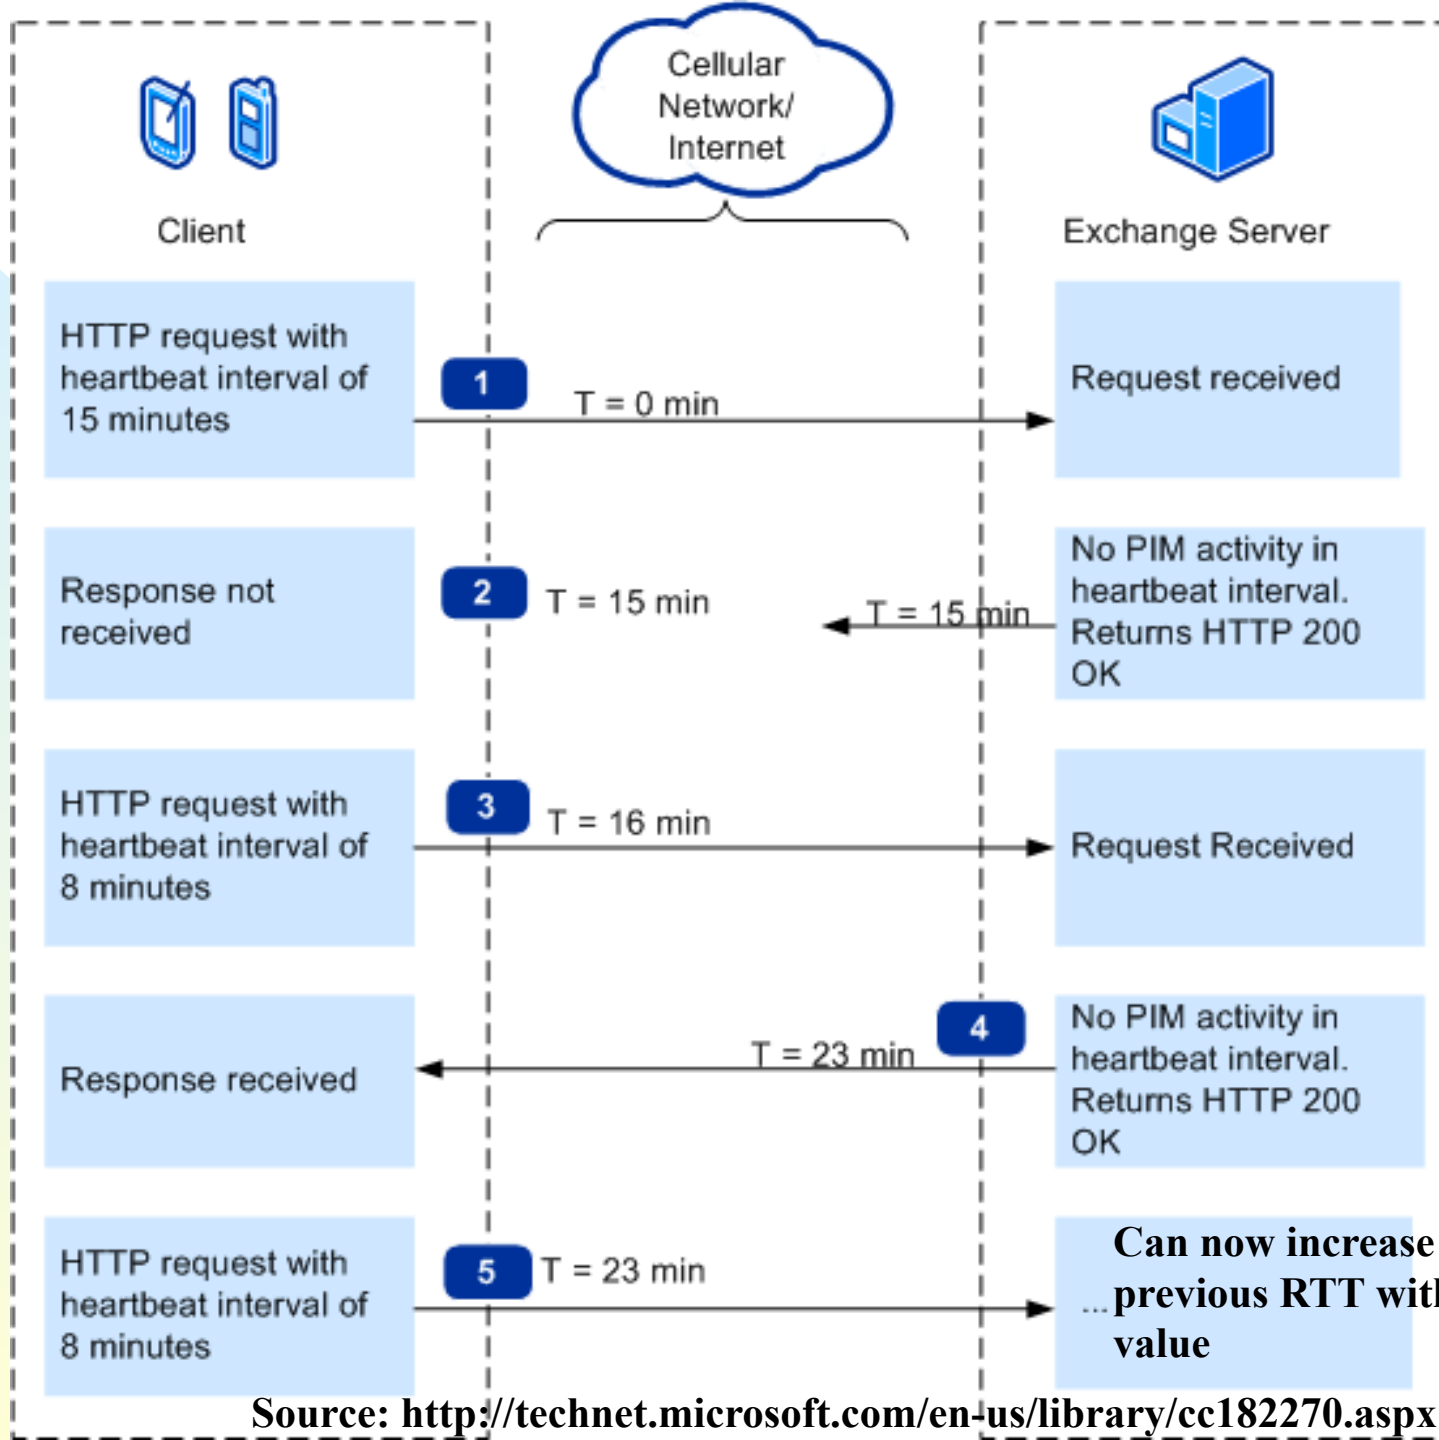 Cellular
Network/
Internet
Client
Exchange Server
HTTP request with
heartbeat interval of
15 minutes
1
T = 0 min
Request received
Response not
received
2
T = 15 min
T = 15 min
No PIM activity in
heartbeat interval.
Returns HTTP 200
OK
HTTP request with
heartbeat interval of
8 minutes
3
T = 16 min
Request Received
Response received
T = 23 min
4
No PIM activity in
heartbeat interval.
Returns HTTP 200
OK
HTTP request with
heartbeat interval of
8 minutes
5
T = 23 min
...
Can now increase
previous RTT
value
Source: http://technet.microsoft.com/en-us/library/cc182270.aspx